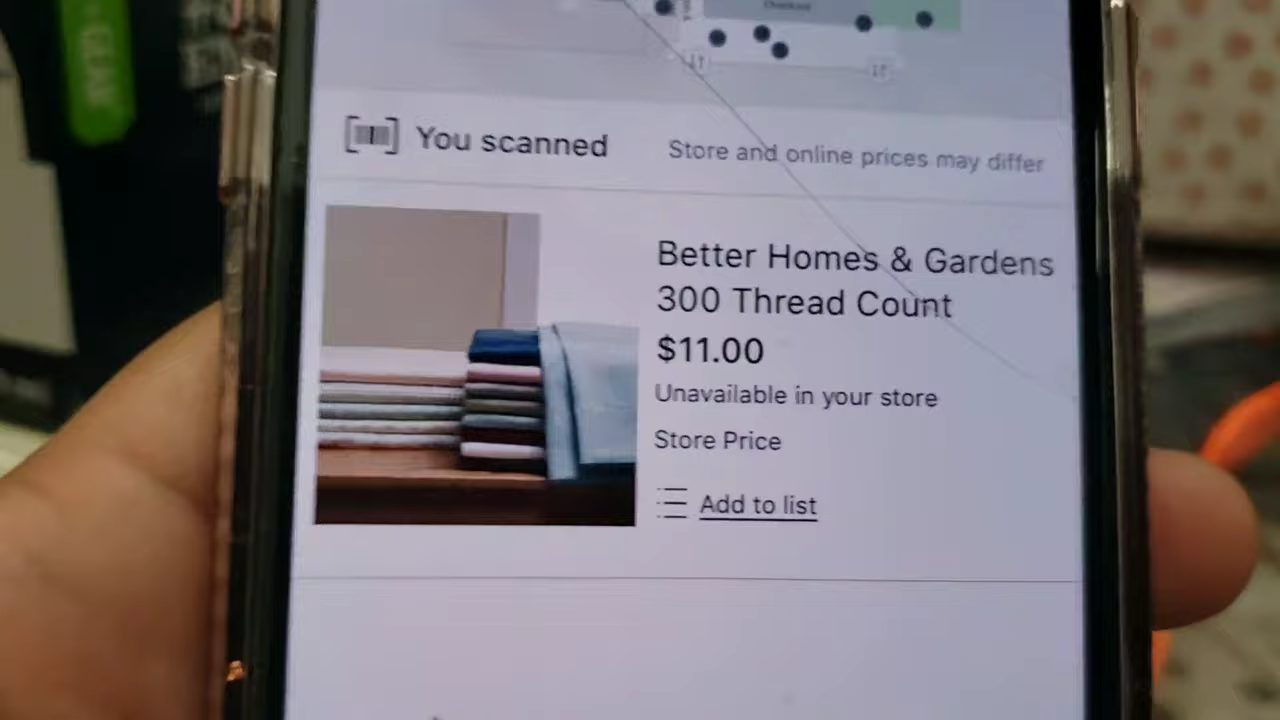 You scanned
Store and online prices may differ
Better Homes & Gardens
300 Thread Count
$11.00
Unavailable in your store
Store Price
Add to list